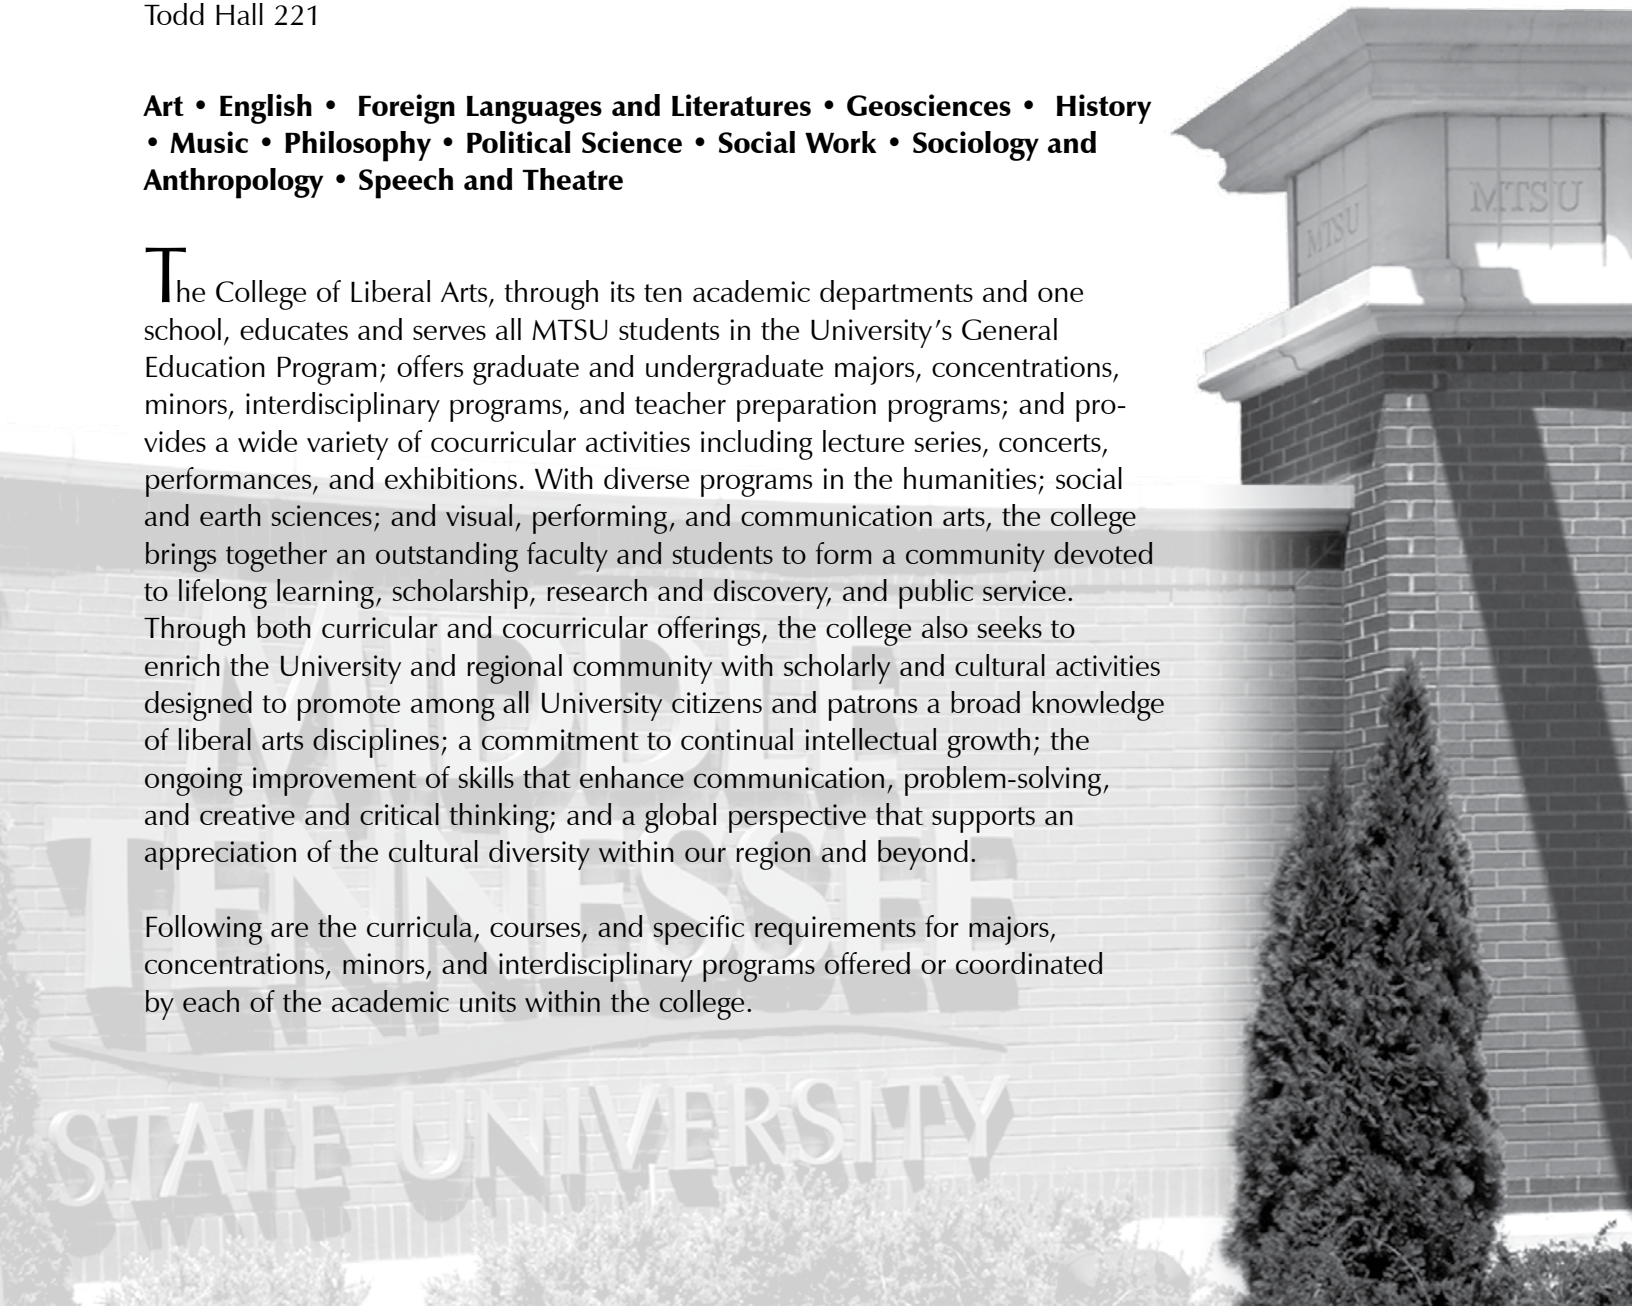 Todd Hall 221
Art • English • Foreign Languages and Literatures • Geosciences • History
• Music • Philosophy • Political Science • Social Work • Sociology and
Anthropology • Speech and Theatre
The College of Liberal Arts, through its ten academic departments and one
school, educates and serves all MTSU students in the University’s General
Education Program; offers graduate and undergraduate majors, concentrations,
minors, interdisciplinary programs, and teacher preparation programs; and pro-
vides a wide variety of cocurricular activities including lecture series, concerts,
performances, and exhibitions. With diverse programs in the humanities; social
and earth sciences; and visual, performing, and communication arts, the college
brings together an outstanding faculty and students to form a community devoted
to lifelong learning, scholarship, research and discovery, and public service.
Through both curricular and cocurricular offerings, the college also seeks to
enrich the University and regional community with scholarly and cultural activities
designed to promote among all University citizens and patrons a broad knowledge
of liberal arts disciplines; a commitment to continual intellectual growth; the
ongoing improvement of skills that enhance communication, problem-solving,
and creative and critical thinking; and a global perspective that supports an
appreciation of the cultural diversity within our region and beyond.
Following are the curricula, courses, and specific requirements for majors,
concentrations, minors, and interdisciplinary programs offered or coordinated
by each of the academic units within the college.
MTSU
MTSU
MIDDLE
TENNESSEE
STATE UNIVERSITY